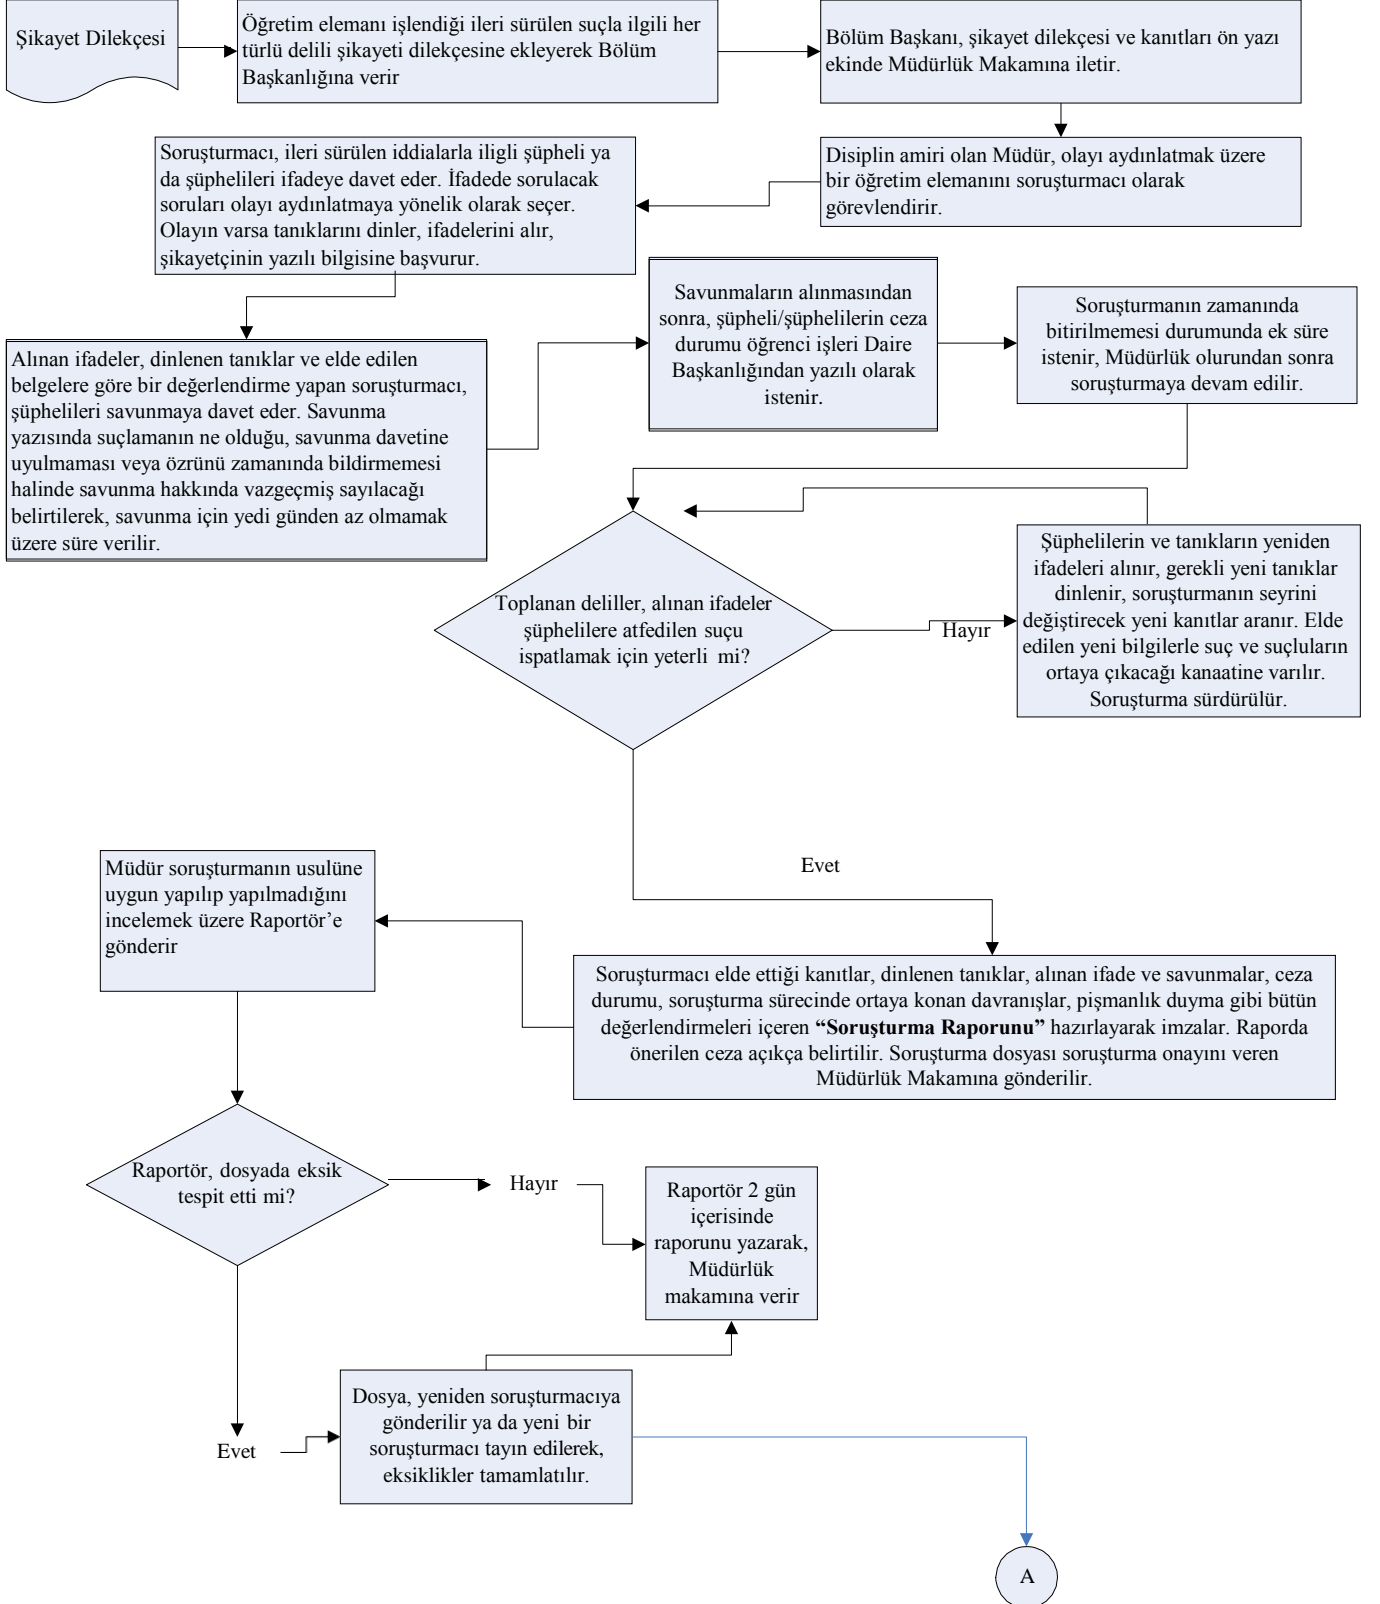 Şikayet Dilekçesi
Öğretim elemanı işlendiği ileri sürülen suçla ilgili her
türlü delili şikayeti dilekçesine ekleyerek Bölüm
Başkanlığına verir
Bölüm Başkanı, şikayet dilekçesi ve kanıtları ön yazı
ekinde Müdürlük Makamına iletir.
Disiplin amiri olan Müdür, olayı aydınlatmak üzere
bir öğretim elemanını soruşturmacı olarak
görevlendirir.
Soruşturmacı, ileri sürülen iddialarla iligli şüpheli ya
da şüphelileri ifadeye davet eder. İfadede sorulacak
soruları olayı aydınlatmaya yönelik olarak seçer.
Olayın varsa tanıklarını dinler, ifadelerini alır,
şikayetçinin yazılı bilgisine başvurur.
Alınan ifadeler, dinlenen tanıklar ve elde edilen
belgelere göre bir değerlendirme yapan soruşturmacı,
şüphelileri savunmaya davet eder. Savunma
yazısında suçlamanın ne olduğu, savunma davetine
uyulmaması veya özrünü zamanında bildirmemesi
halinde savunma hakkında vazgeçmiş sayılacağı
belirtilerek, savunma için yedi günden az olmamak
üzere süre verilir.
Savunmaların alınmasından
sonra, şüpheli/şüphelilerin ceza
durumu öğrenci işleri Daire
Başkanlığından yazılı olarak
istenir.
Soruşturmanın zamanında
bitirilmemesi durumunda ek süre
istenir, Müdürlük olurundan sonra
soruşturmaya devam edilir.
Toplanan deliller, alınan ifadeler
şüphelilere atfedilen suçu
ispatlamak için yeterli mi?
Hayır
Şüphelilerin ve tanıkların yeniden
ifadeleri alınır, gerekli yeni tanıklar
dinlenir, soruşturmanın seyrini
değiştirecek yeni kanıtlar aranır. Elde
edilen yeni bilgilerle suç ve suçluların
ortaya çıkacağı kanaatine varılır.
Soruşturma sürdürülür.
Evet
Soruşturmacı elde ettiği kanıtlar, dinlenen tanıklar, alınan ifade ve savunmalar, ceza
durumu, soruşturma sürecinde ortaya konan davranışlar, pişmanlık duyma gibi bütün
değerlendirmeleri içeren “Soruşturma Raporunu” hazırlayarak imzalar. Raporda
önerilen ceza açıkça belirtilir. Soruşturma dosyası soruşturma onayını veren
Müdürlük Makamına gönderilir.
Müdür soruşturmanın usulüne
uygun yapılıp yapılmadığını
incelemek üzere Raportör’e
gönderir
Raportör, dosyada eksik
tespit etti mi?
Hayır
Raportör 2 gün
içerisinde
raporunu yazarak,
Müdürlük
makamına verir
Evet
Dosya, yeniden soruşturmacıya
gönderilir ya da yeni bir
soruşturmacı tayin edilerek,
eksiklikler tamamlatılır.
A